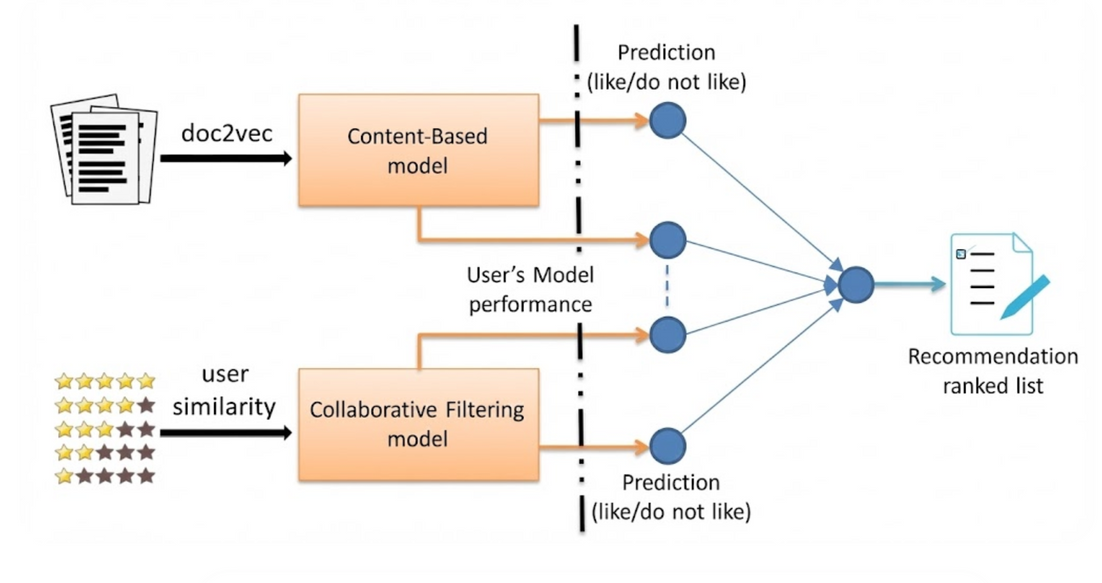 Prediction
(like/do not like)
doc2vec
Content-Based
model
User's Model
performance
user
similarity
Collaborative Filtering
model
Recommendation
ranked list
Prediction
(like/do not like)